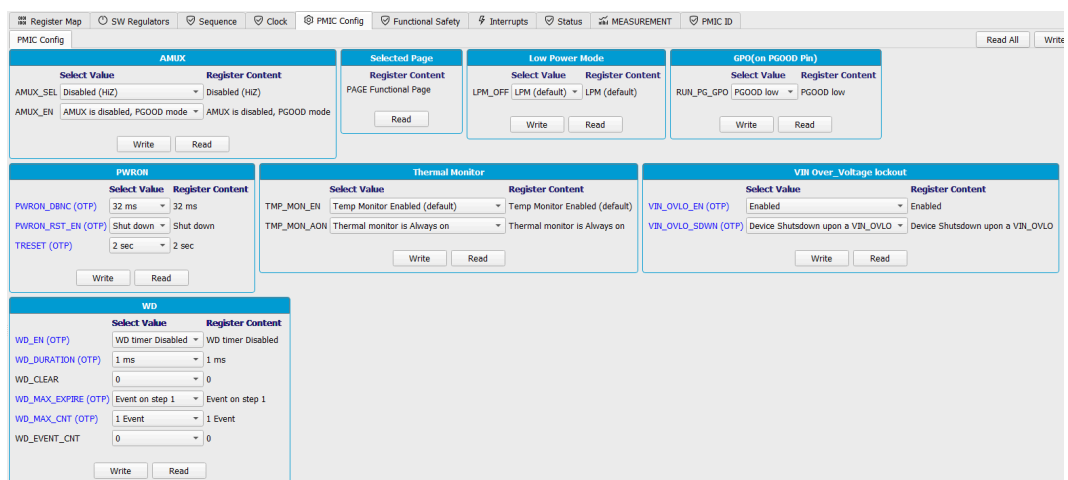 Register Map SW Regulators Sequence Clock PMIC Config Functional Safety Interrupts Status MEASUREMENT PMIC ID
PMIC Config Read All Write
AMUX
Select Value Register Content
AMUX_SEL Disabled (HiZ) Disabled (HiZ)
AMUX_EN AMUX is disabled, PGOOD mode AMUX is disabled, PGOOD mode
Write Read
Selected Page
Register Content
PAGE Functional Page
Read
Low Power Mode
Select Value Register Content
LPM_OFF LPM (default) LPM (default)
Write Read
GPO(on PGOOD Pin)
Select Value Register Content
RUN_PG_GPO PGOOD low PGOOD low
Write Read
PWRON
Select Value Register Content
PWRON_DBNC (OTP) 32 ms 32 ms
PWRON_RST_EN (OTP) Shut down Shut down
TRESET (OTP) 2 sec 2 sec
Write Read
Thermal Monitor
Select Value Register Content
TMP_MON_EN Temp Monitor Enabled (default) Temp Monitor Enabled (default)
TMP_MON_AON Thermal monitor is Always on Thermal monitor is Always on
Write Read
VIN Over_Voltage lockout
Select Value Register Content
VIN_OVLO_EN (OTP) Enabled Enabled
VIN_OVLO_SDWN (OTP) Device Shutsdown upon a VIN_OVLO Device Shutsdown upon a VIN_OVLO
Write Read
WD
Select Value Register Content
WD_EN (OTP) WD timer Disabled WD timer Disabled
WD_DURATION (OTP) 1 ms 1 ms
WD_CLEAR 0 0
WD_MAX_EXPIRE (OTP) Event on step 1 Event on step 1
WD_MAX_CNT (OTP) 1 Event 1 Event
WD_EVENT_CNT 0 0
Write Read